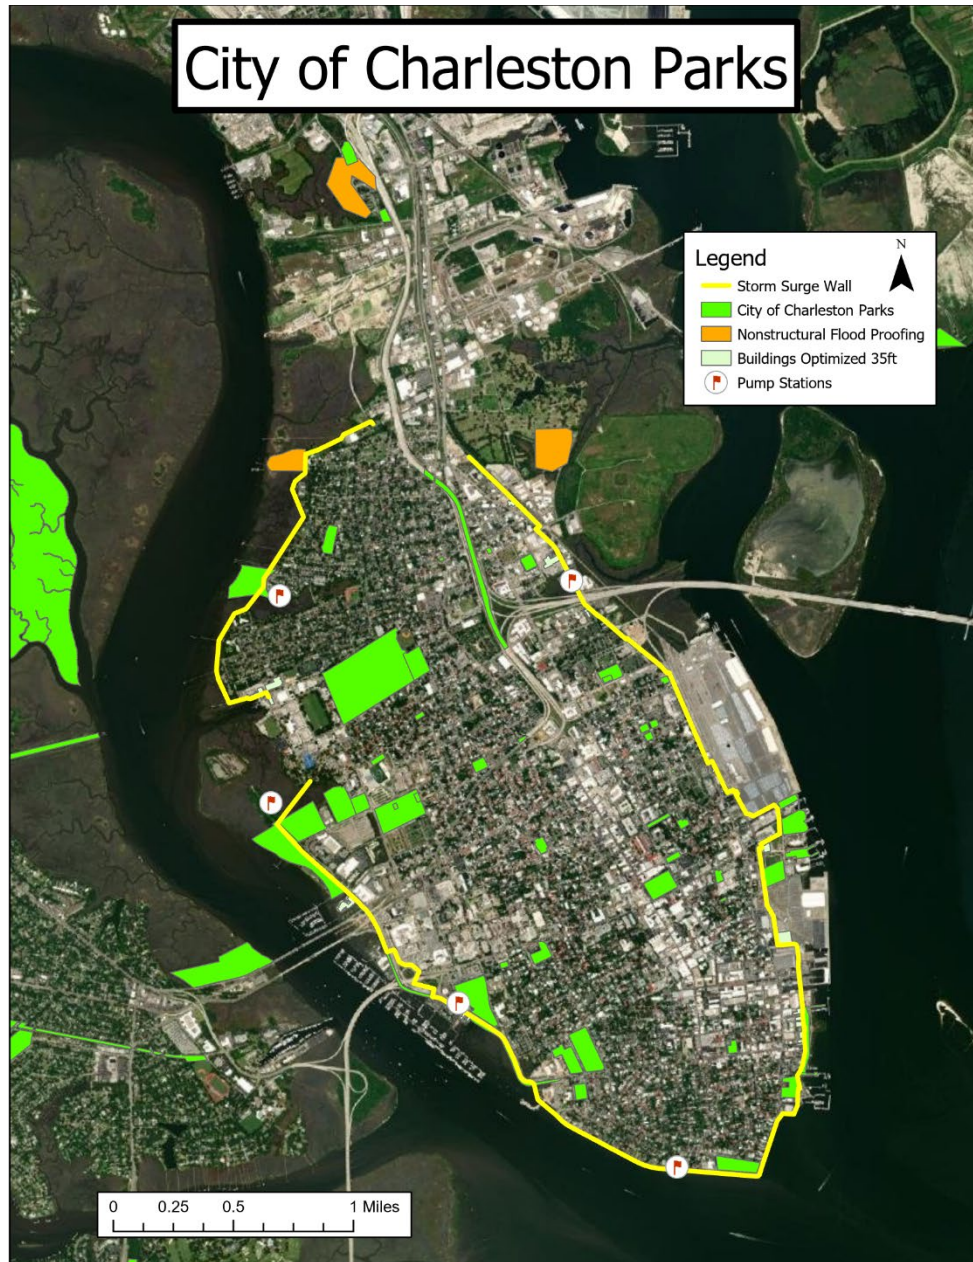 City of Charleston Parks
Legend
N
Storm Surge Wall
City of Charleston Parks
Nonstructural Flood Proofing
Buildings Optimized 35ft
Pump Stations
0 0.25 0.5 1 Miles